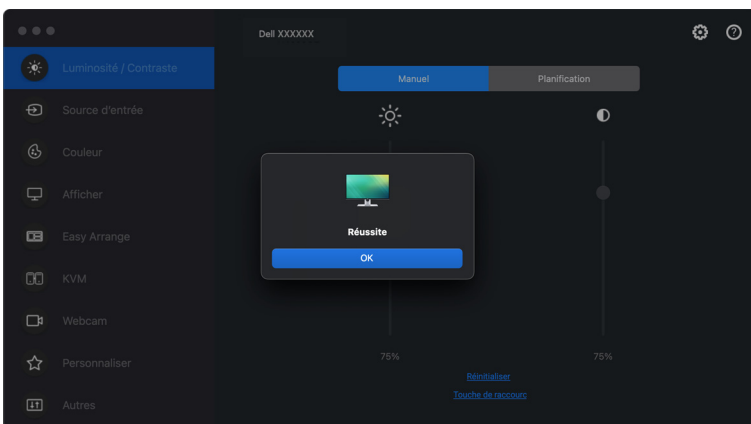 Dell XXXXXX
Luminosité / Contraste
Manuel
Planification
Source d'entrée
Couleur
Afficher
Easy Arrange
KVM
Webcam
Personnaliser
Autres
Réussite
OK
75%
75%
Réinitialiser
Touche de raccourc